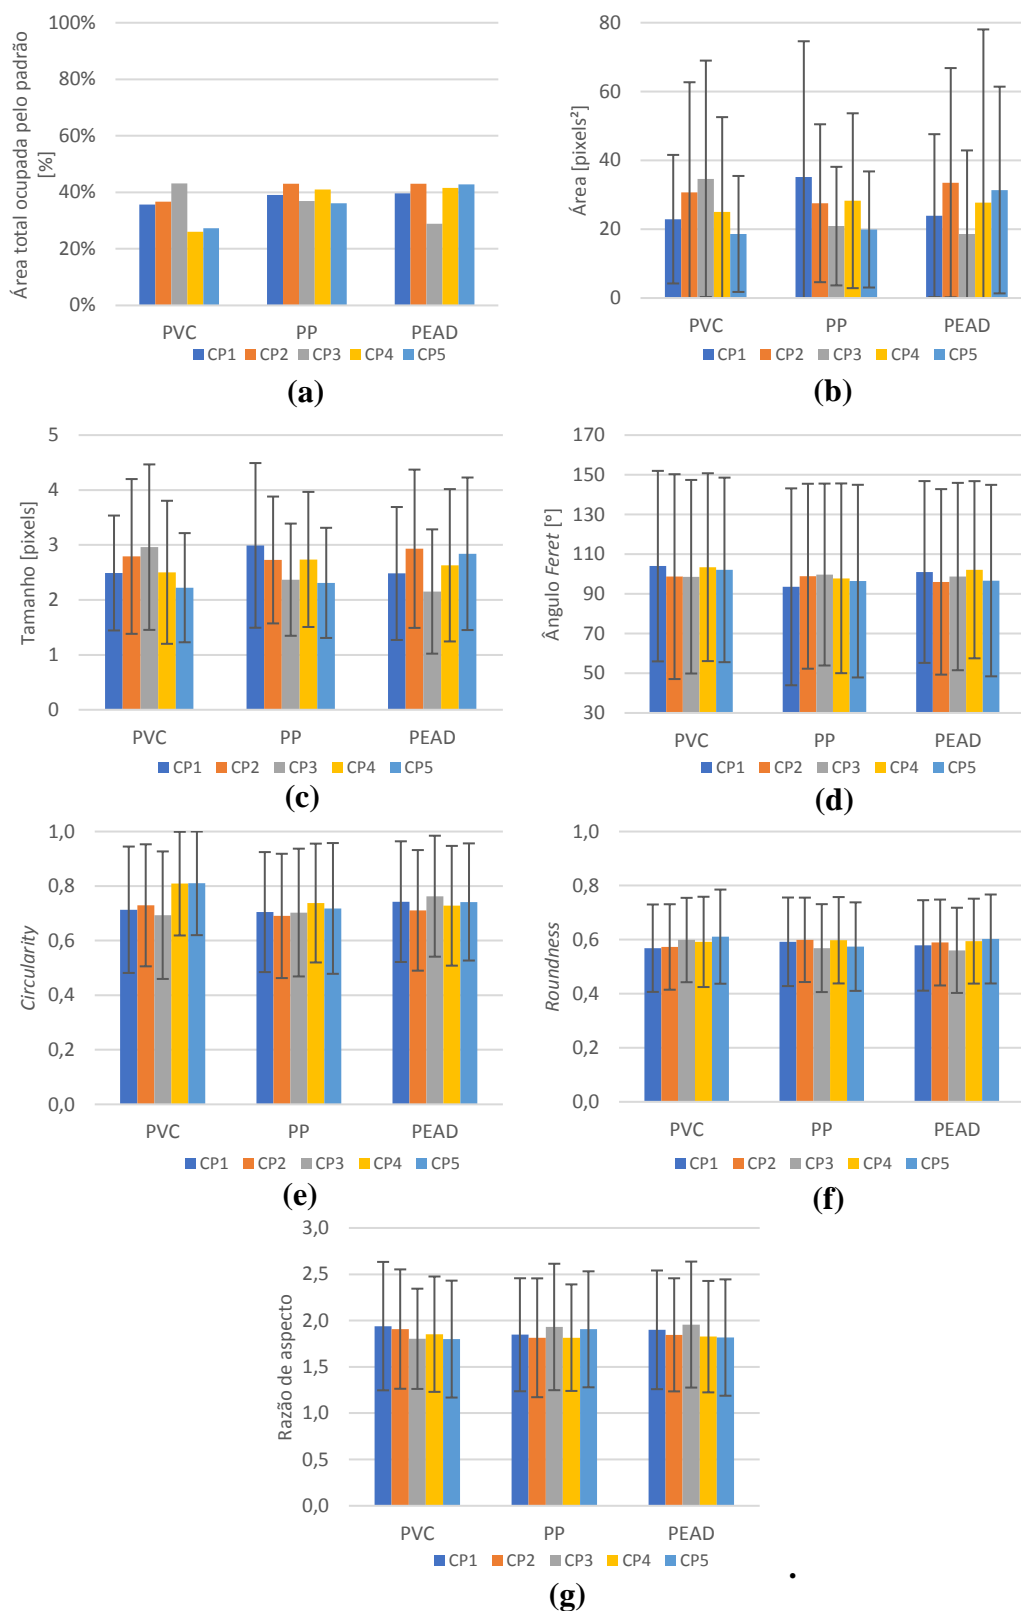 Área total ocupada pelo padrão
[%]
100%
80%
60%
40%
20%
0%
PVC PP PEAD
CP1 CP2 CP3 CP4 CP5
(a)
Área [pixels²]
80
60
40
20
0
PVC PP PEAD
CP1 CP2 CP3 CP4 CP5
(b)
Tamanho [pixels]
5
4
3
2
1
0
PVC PP PEAD
CP1 CP2 CP3 CP4 CP5
(c)
Ângulo Feret [°]
170
150
130
110
90
70
50
30
PVC PP PEAD
CP1 CP2 CP3 CP4 CP5
(d)
Circularity
1,0
0,8
0,6
0,4
0,2
0,0
PVC PP PEAD
CP1 CP2 CP3 CP4 CP5
(e)
Roundness
1,0
0,8
0,6
0,4
0,2
0,0
PVC PP PEAD
CP1 CP2 CP3 CP4 CP5
(f)
Razão de aspecto
3,0
2,5
2,0
1,5
1,0
0,5
0,0
PVC PP PEAD
CP1 CP2 CP3 CP4 CP5
(g)
.